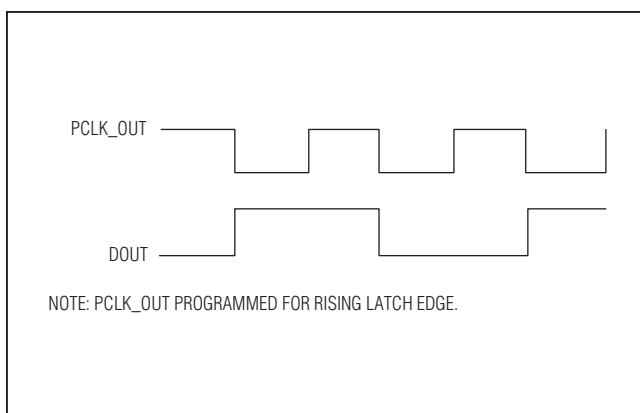 PCLK_OUT
DOUT
NOTE: PCLK_OUT PROGRAMMED FOR RISING LATCH EDGE.